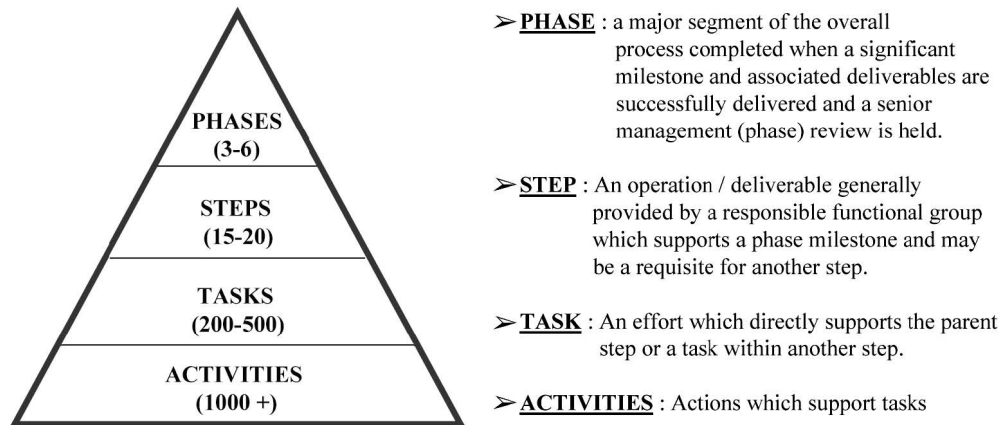 PHASES
(3-6)
STEPS
(15-20)
TASKS
(200-500)
ACTIVITIES
(1000 +)
➢ PHASE : a major segment of the overall
process completed when a significant
milestone and associated deliverables are
successfully delivered and a senior
management (phase) review is held.
➢ STEP : An operation / deliverable generally
provided by a responsible functional group
which supports a phase milestone and may
be a requisite for another step.
➢ TASK : An effort which directly supports the parent
step or a task within another step.
➢ ACTIVITIES : Actions which support tasks